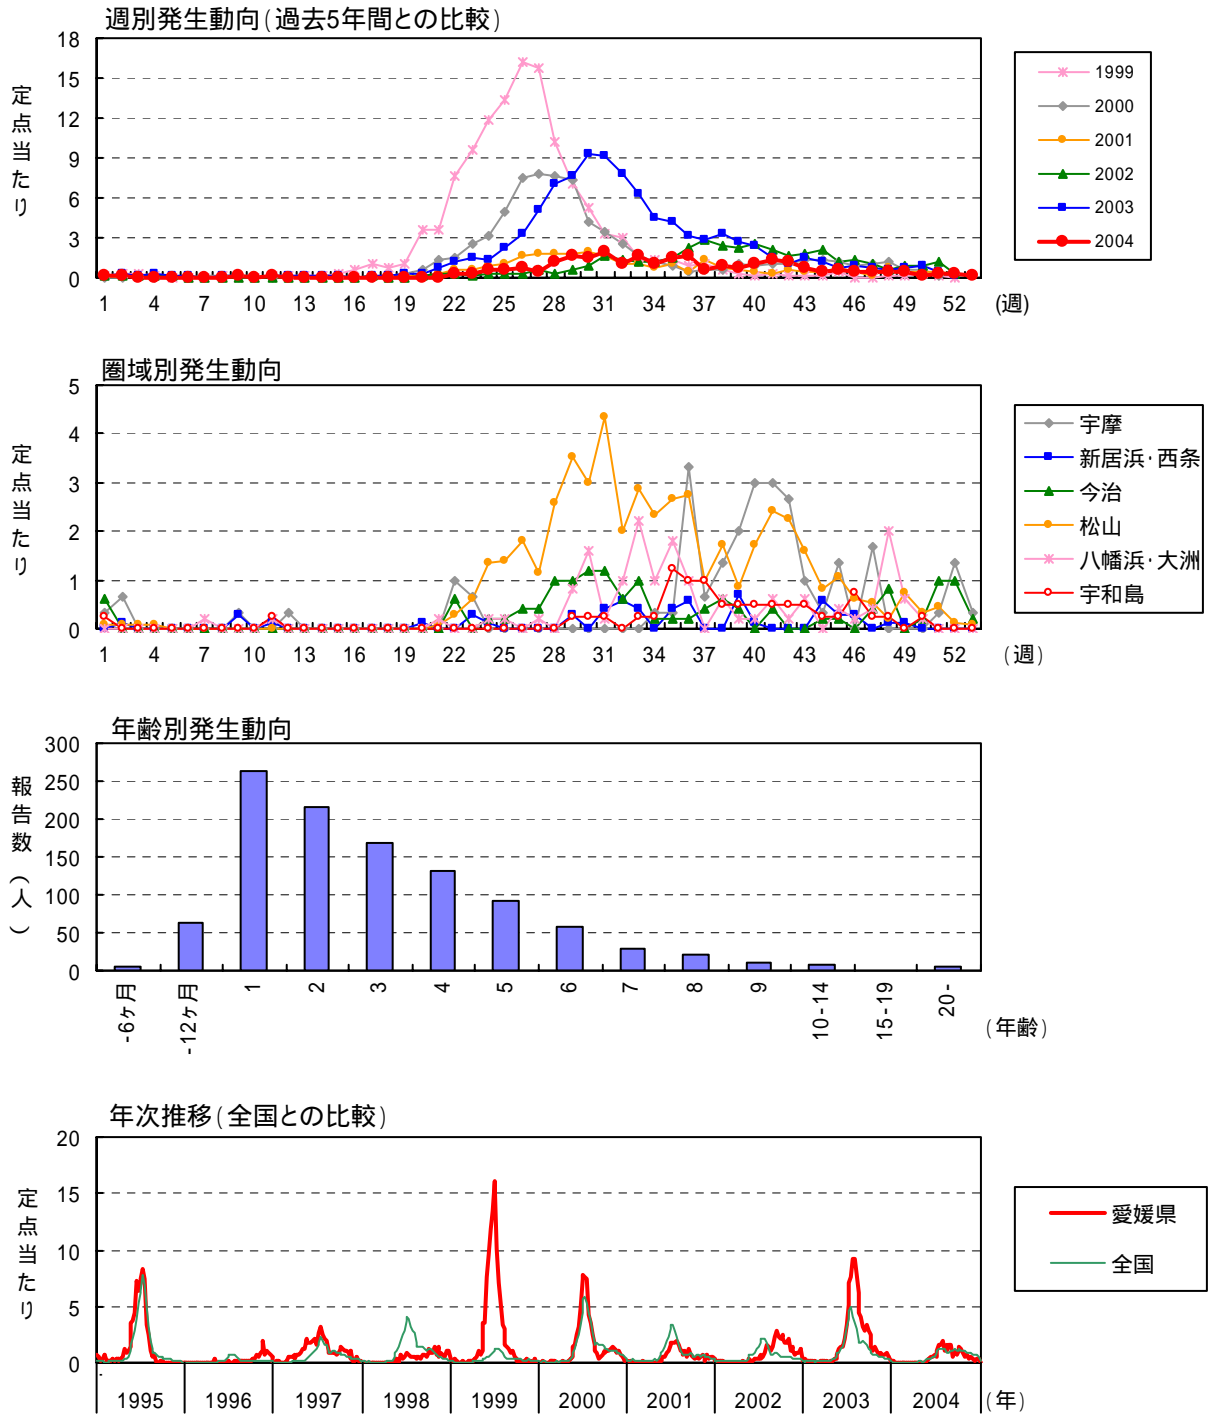 週別発生動向(過去5年間との比較)
定点当たり
18
15
12
9
6
3
0
1 4 7 10 13 16 19 22 25 28 31 34 37 40 43 46 49 52 (週)
1999
2000
2001
2002
2003
2004
圏域別発生動向
定点当たり
5
4
3
2
1
0
1 4 7 10 13 16 19 22 25 28 31 34 37 40 43 46 49 52 (週)
宇摩
新居浜・西条
今治
松山
八幡浜・大洲
宇和島
年齢別発生動向
報告数(人)
300
250
200
150
100
50
0
-6ヶ月 -12ヶ月 1 2 3 4 5 6 7 8 9 10-14 15-19 20- (年齢)
年次推移(全国との比較)
定点当たり
20
15
10
5
0
1995 1996 1997 1998 1999 2000 2001 2002 2003 2004 (年)
愛媛県
全国